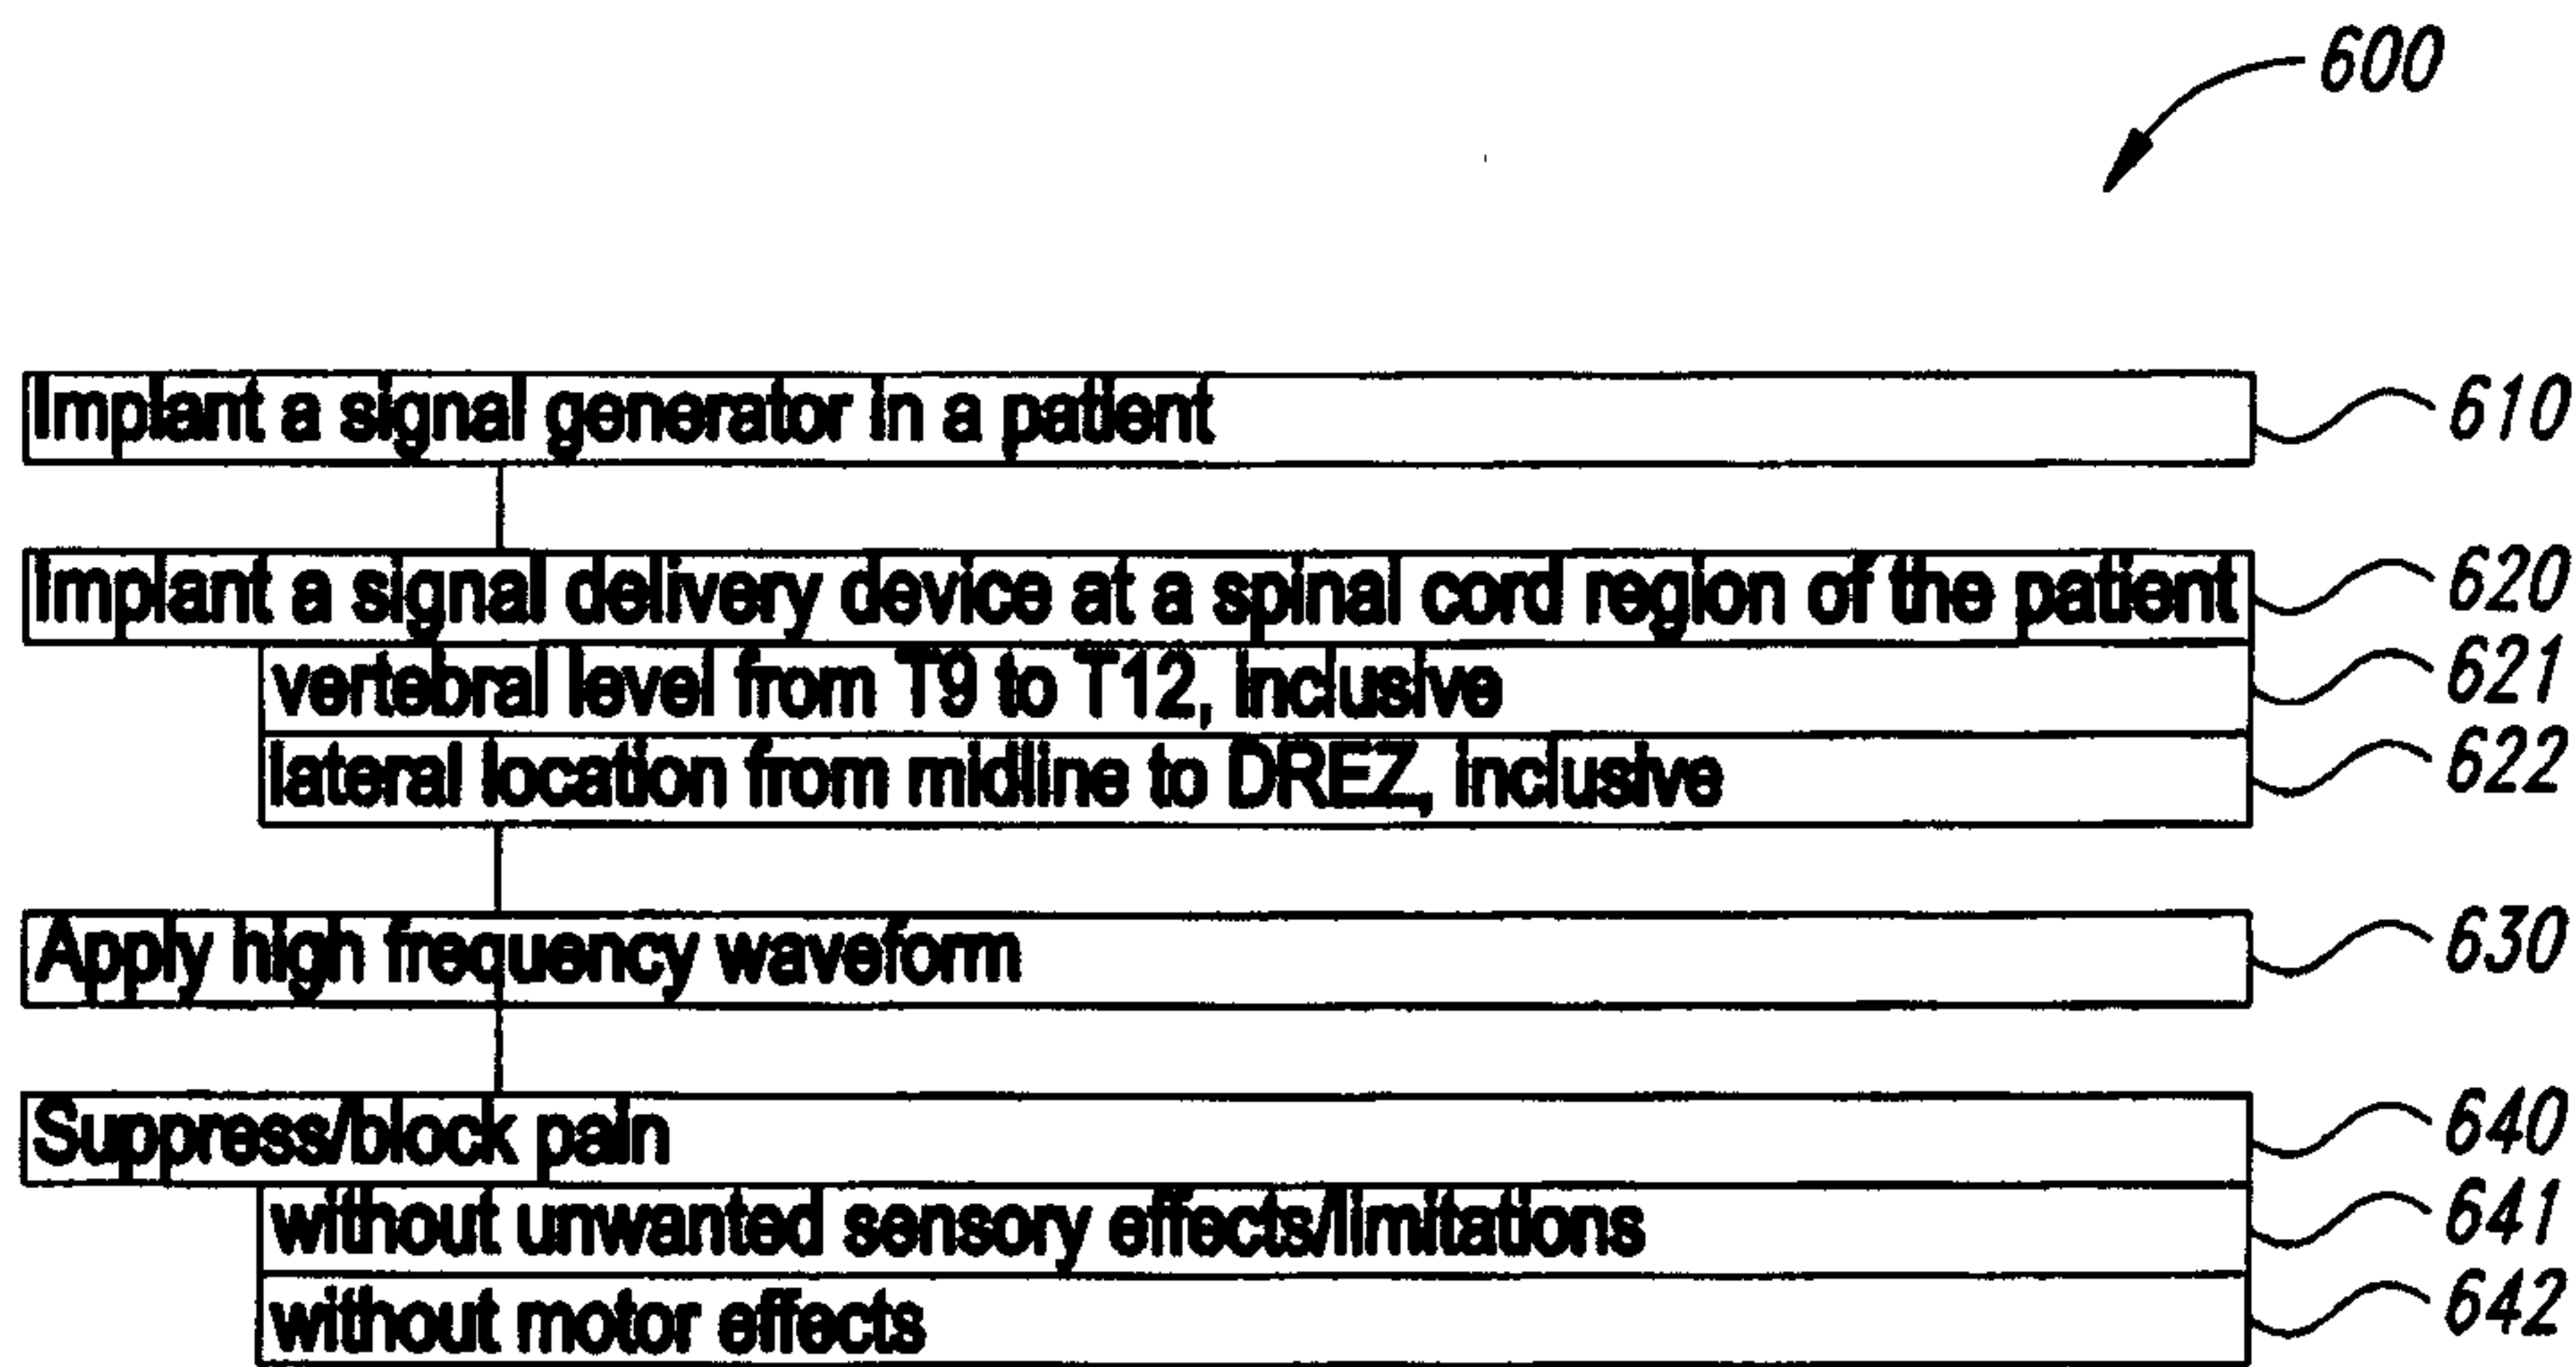 600
Implant a signal generator in a patient 610
Implant a signal delivery device at a spinal cord region of the patient 620
vertebral level from T9 to T12, inclusive 621
lateral location from midline to DREZ, inclusive 622
Apply high frequency waveform 630
Suppress/block pain 640
without unwanted sensory effects/limitations 641
without motor effects 642